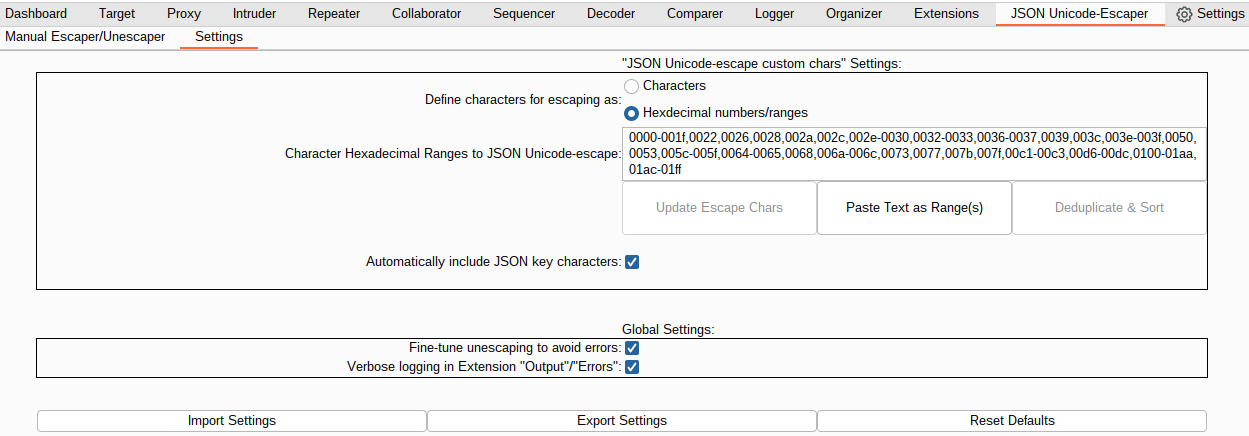 Dashboard Target Proxy Intruder Repeater Collaborator Sequencer Decoder Comparer Logger Organizer Extensions JSON Unicode-Escaper Settings
Manual Escaper/Unescaper Settings
"JSON Unicode-escape custom chars" Settings:
Define characters for escaping as:
Characters
Hexdecimal numbers/ranges
Character Hexadecimal Ranges to JSON Unicode-escape:
0000-001f,0022,0026,0028,002a,002c,002e-0030,0032-0033,0036-0037,0039,003c,003e-003f,0050,
0053,005c-005f,0064-0065,0068,006a-006c,0073,0077,007b,007f,00c1-00c3,00d6-00dc,0100-01aa,
01ac-01ff
Update Escape Chars Paste Text as Range(s) Deduplicate & Sort
Automatically include JSON key characters:
Global Settings:
Fine-tune unescaping to avoid errors:
Verbose logging in Extension "Output"/"Errors":
Import Settings Export Settings Reset Defaults